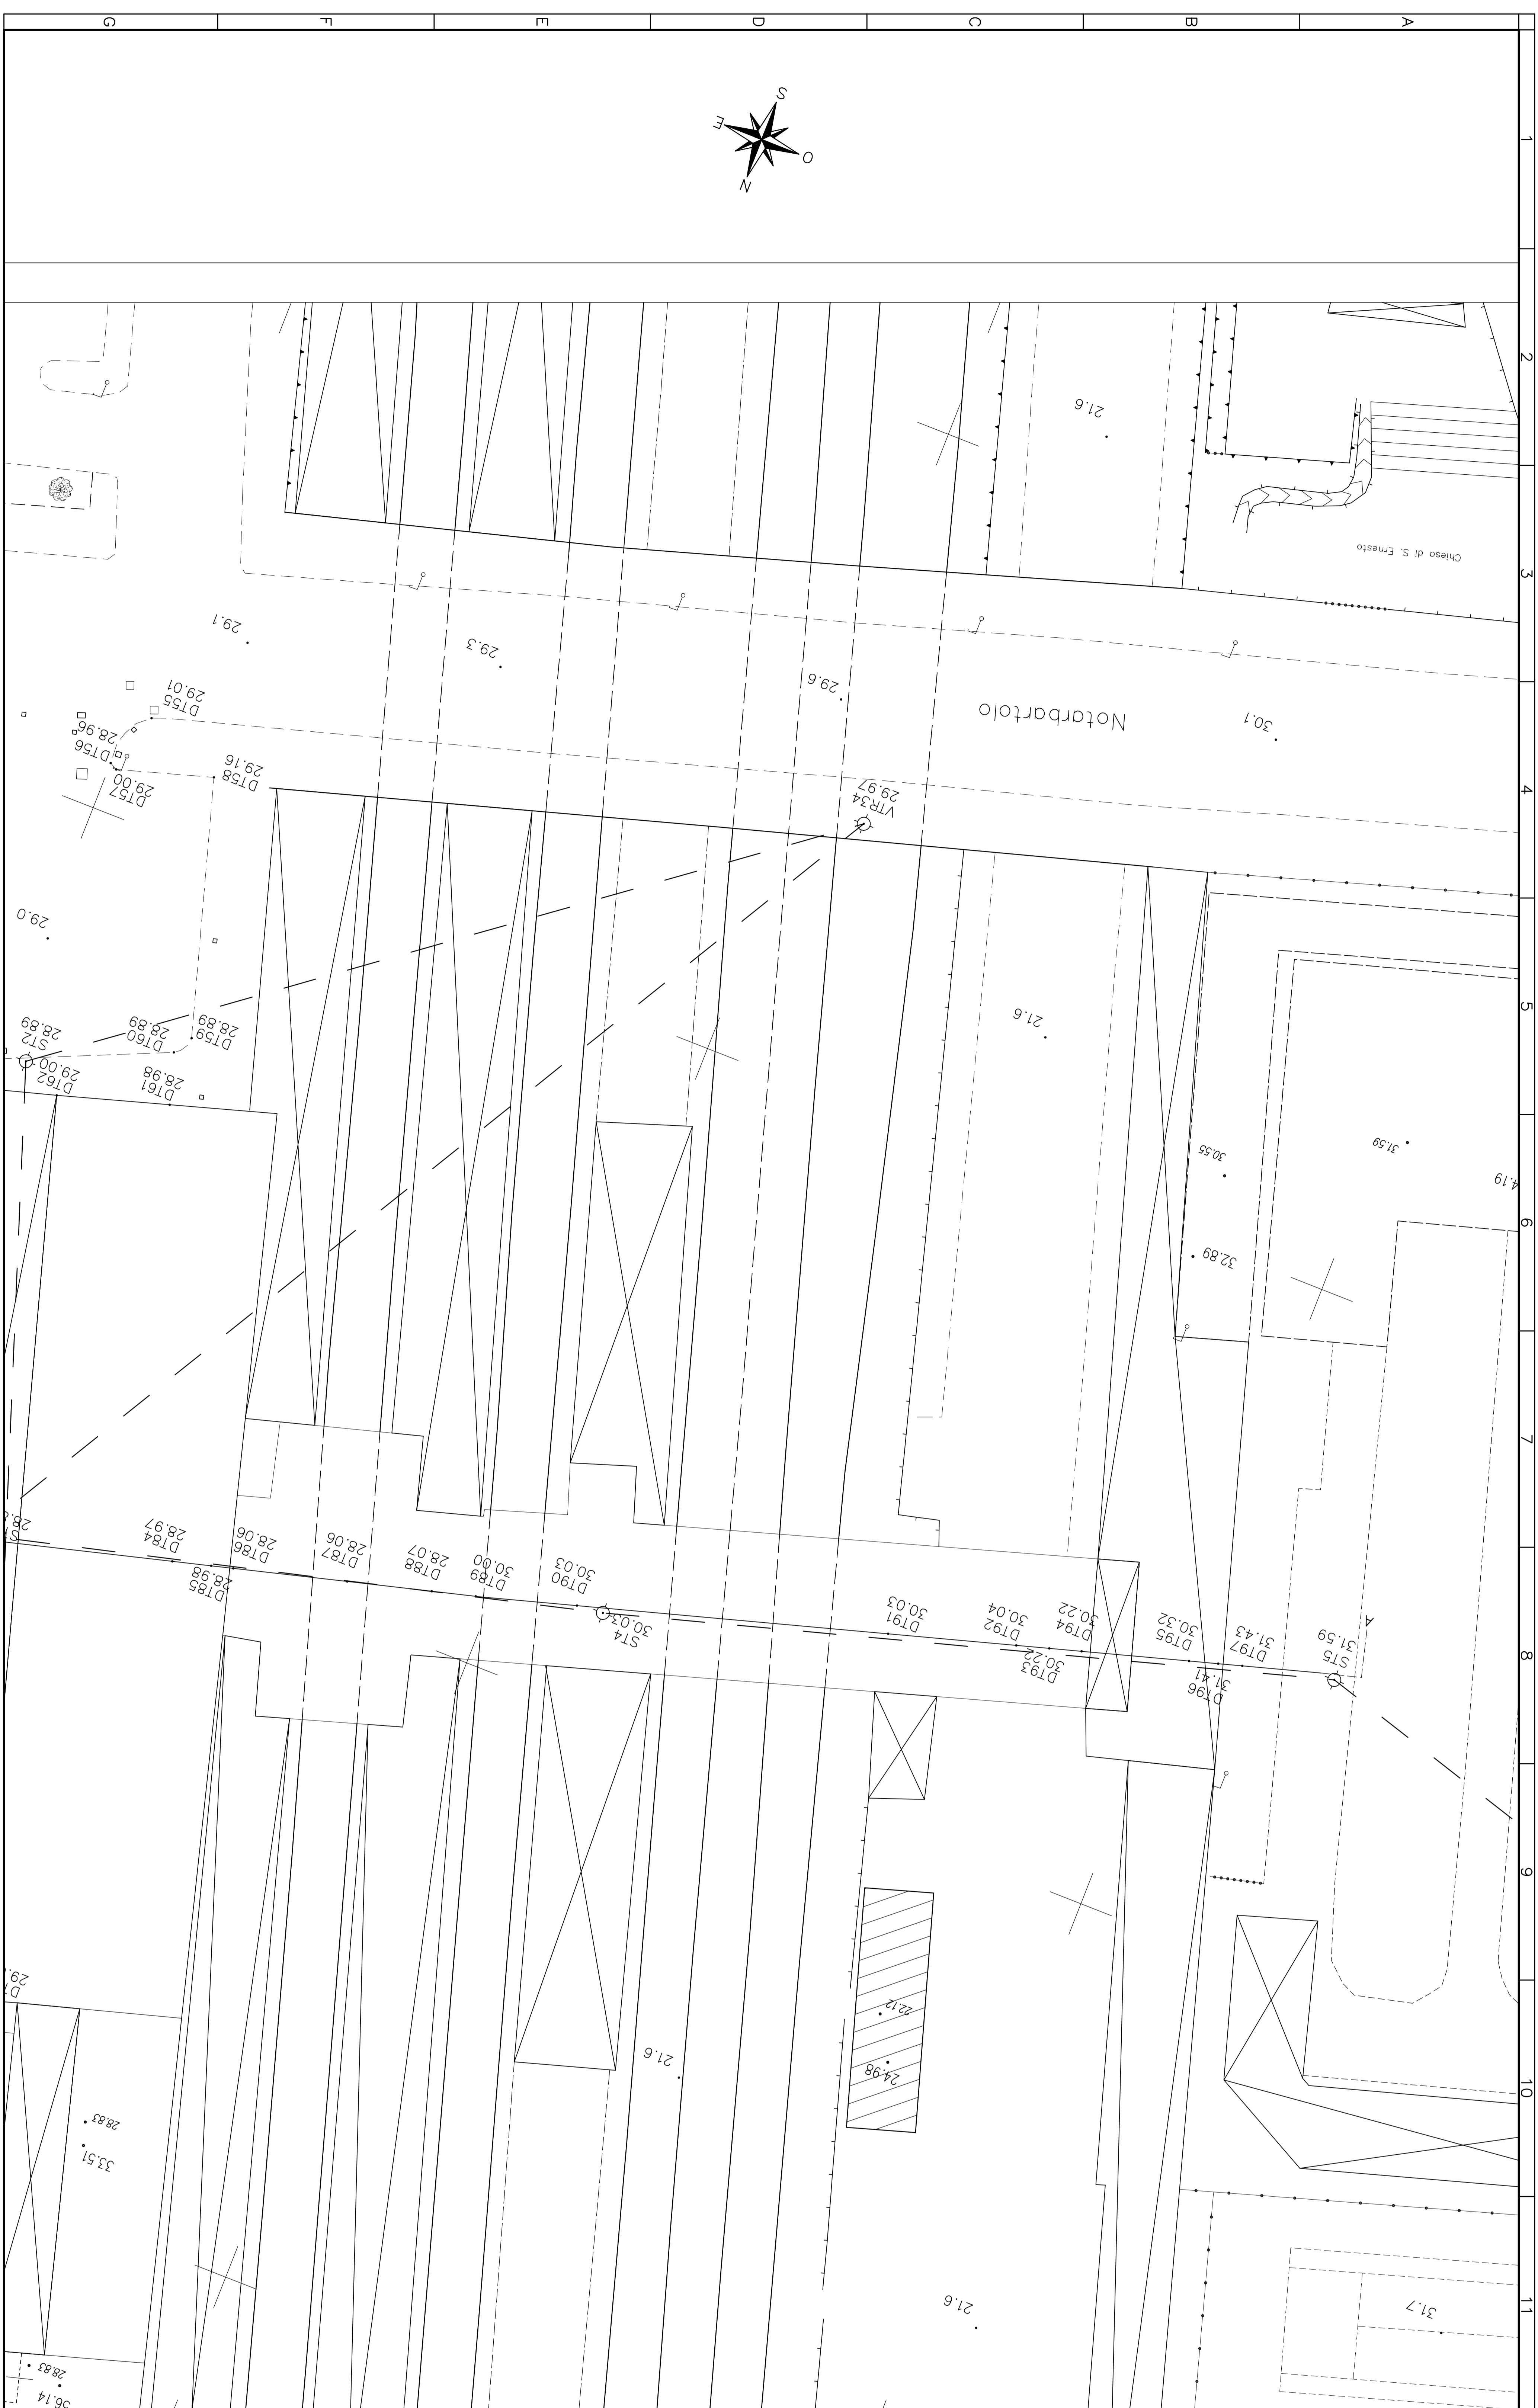 G
F
E
D
C
B
A
1
2
3
4
5
6
7
8
9
10
11
S
E
O
N
21.6
Chiesa di S. Ernesto
29.1
29.3
29.6
Notarbartolo
30.1
DT55
29.01
DT56
28.96
DT57
29.00
DT58
29.16
VTR34
29.97
29.0
ST2
28.89
DT62
29.00
DT60
28.89
DT59
28.89
DT61
28.98
21.6
30.55
31.59
32.89
DT84
28.97
DT85
28.98
DT86
28.06
DT87
28.06
DT88
28.07
DT89
30.00
DT90
30.03
ST4
30.03
DT91
30.03
DT92
30.04
DT93
30.22
DT94
30.22
DT95
30.32
DT96
31.41
DT97
31.43
ST5
31.59
A
22.12
24.98
21.6
28.83
33.51
21.6
31.7
28.83
36.14